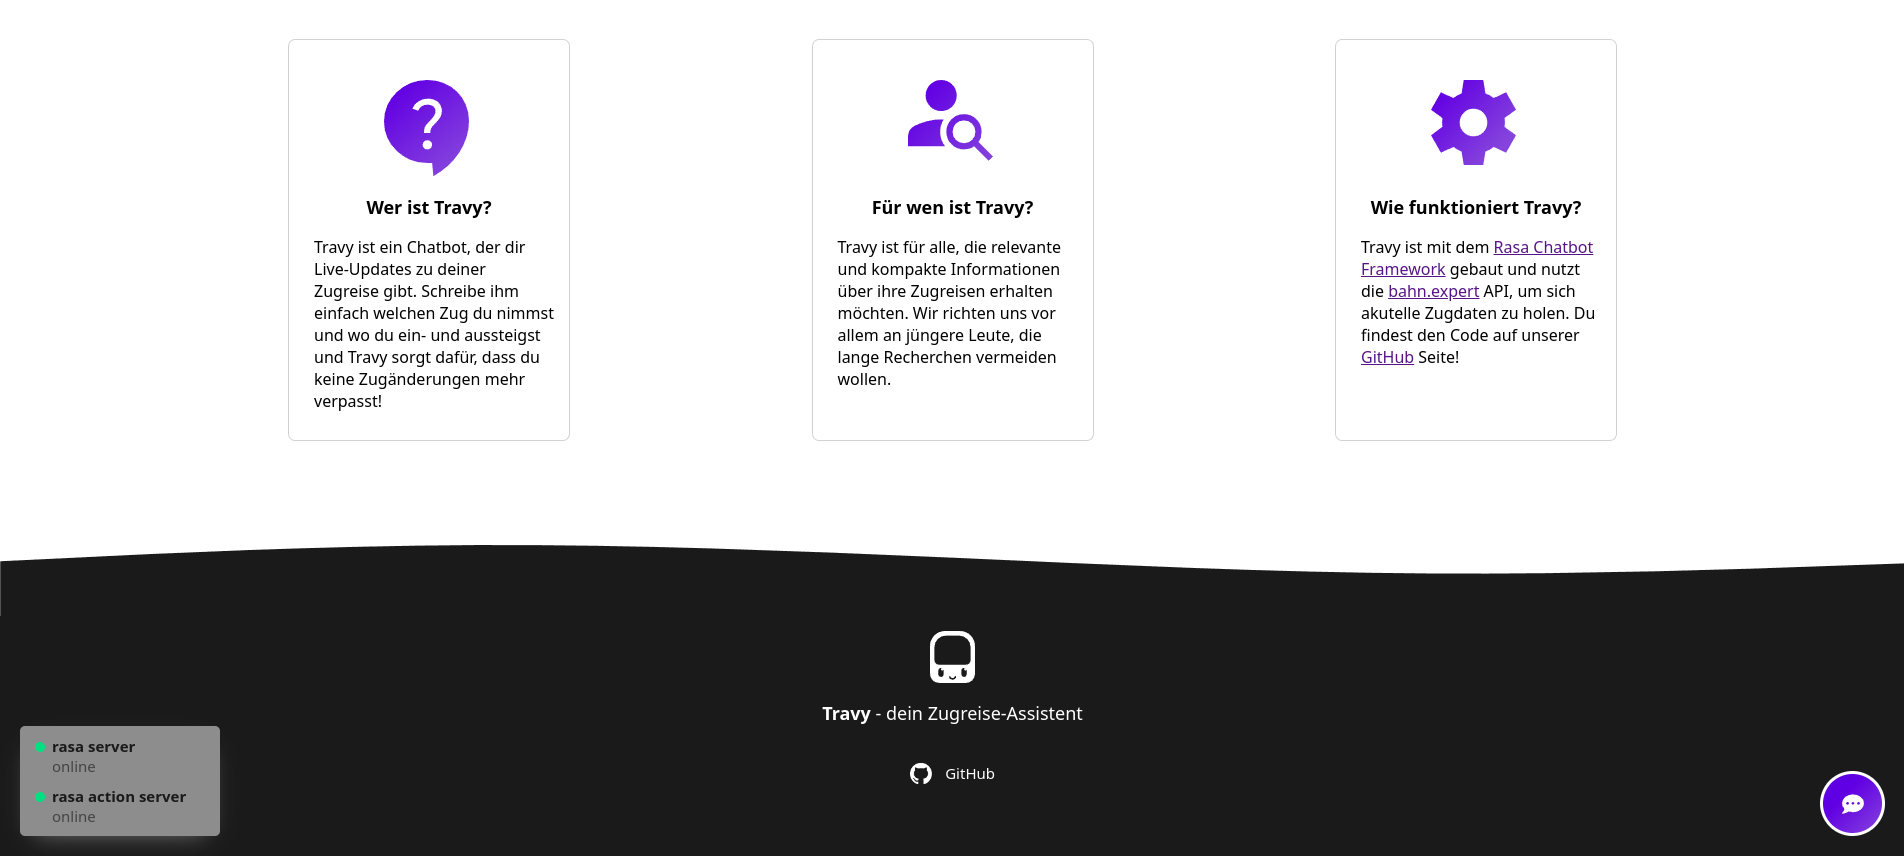 Wer ist Travy?
Travy ist ein Chatbot, der dir
Live-Updates zu deiner
Zugreise gibt. Schreibe ihm
einfach welchen Zug du nimmst
und wo du ein- und aussteigst
und Travy sorgt dafür, dass du
keine Zugänderungen mehr
verpasst!
Für wen ist Travy?
Travy ist für alle, die relevante
und kompakte Informationen
über ihre Zugreisen erhalten
möchten. Wir richten uns vor
allem an jüngere Leute, die
lange Recherchen vermeiden
wollen.
Wie funktioniert Travy?
Travy ist mit dem Rasa Chatbot
Framework gebaut und nutzt
die bahn.expert API, um sich
akutelle Zugdaten zu holen. Du
findest den Code auf unserer
GitHub Seite!
Travy - dein Zugreise-Assistent
GitHub
rasa server
online
rasa action server
online